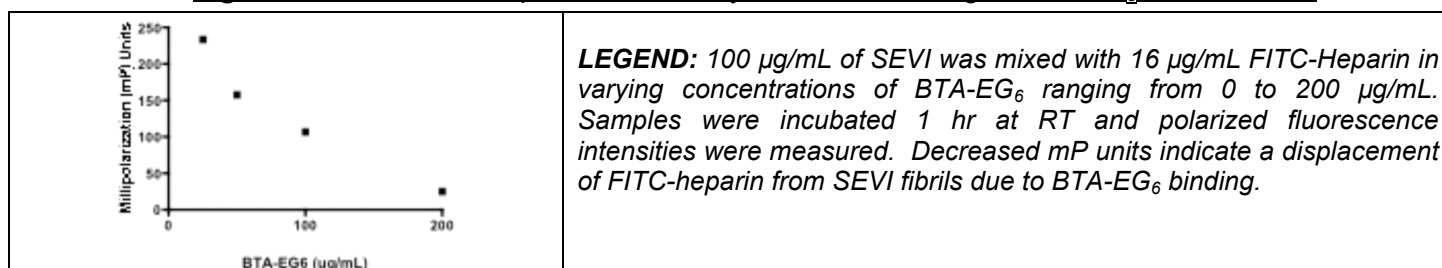 250
200
150
100
50
0
Millipolarization (mP) Units
0 100 200
BTA-EG6 (ug/mL)
LEGEND: 100 µg/mL of SEVI was mixed with 16 µg/mL FITC-Heparin in
varying concentrations of BTA-EG₆ ranging from 0 to 200 µg/mL.
Samples were incubated 1 hr at RT and polarized fluorescence
intensities were measured. Decreased mP units indicate a displacement
of FITC-heparin from SEVI fibrils due to BTA-EG₆ binding.